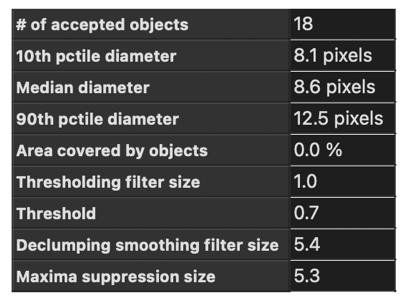 # of accepted objects 18
10th pctile diameter 8.1 pixels
Median diameter 8.6 pixels
90th pctile diameter 12.5 pixels
Area covered by objects 0.0 %
Thresholding filter size 1.0
Threshold 0.7
Declumping smoothing filter size 5.4
Maxima suppression size 5.3